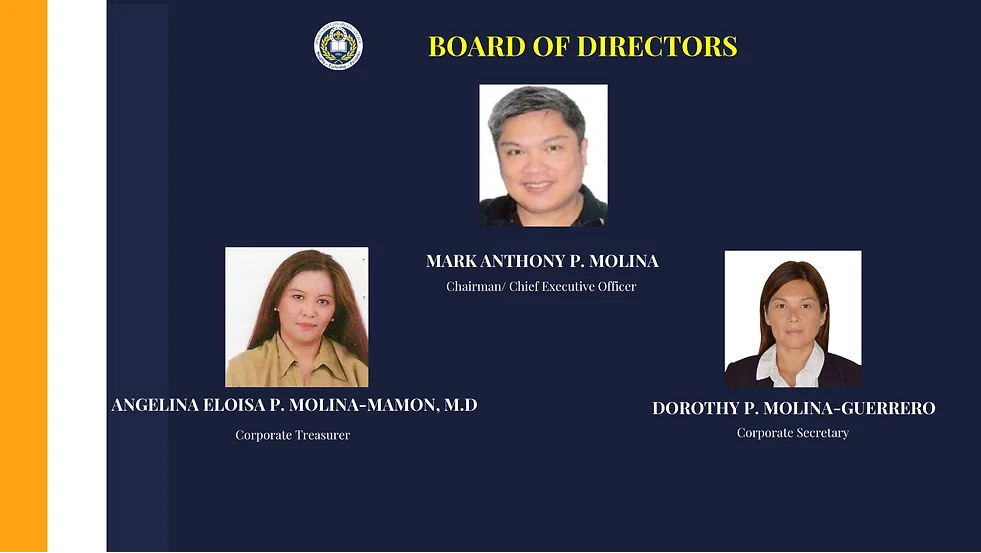 BOARD OF DIRECTORS
MARK ANTHONY P. MOLINA
Chairman/ Chief Executive Officer
ANGELINA ELOISA P. MOLINA-MAMON, M.D
Corporate Treasurer
DOROTHY P. MOLINA-GUERRERO
Corporate Secretary